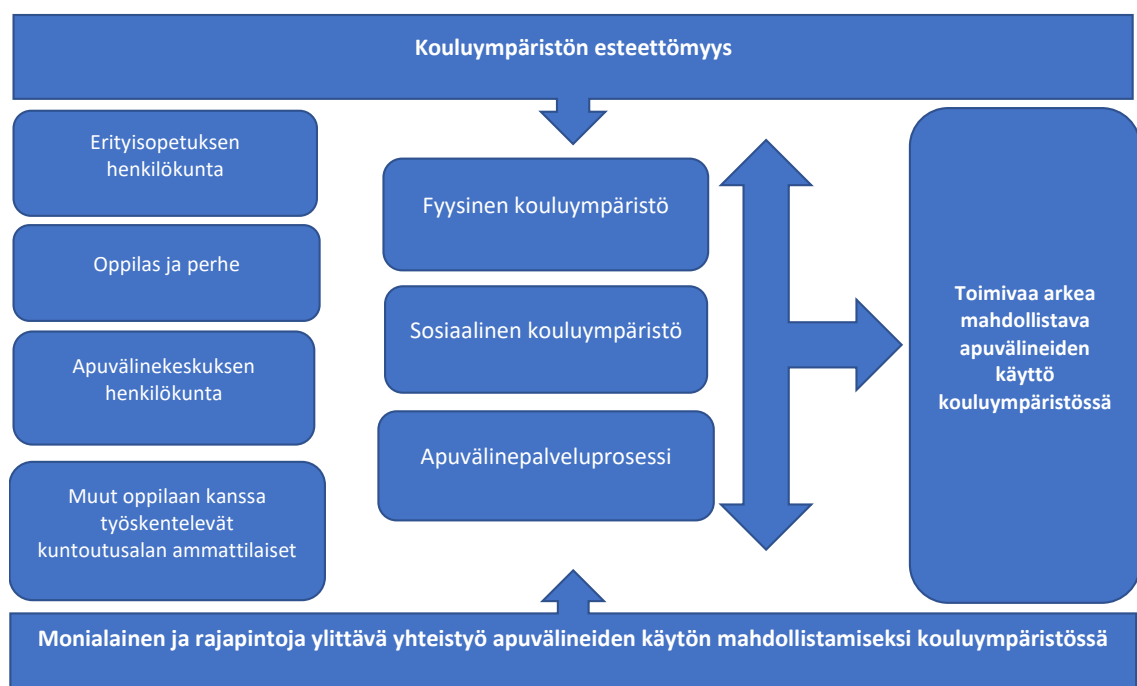 Kouluympäristön esteettömyys
Erityisopetuksen
henkilökunta
Oppilas ja perhe
Apuvälinekeskuksen
henkilökunta
Muut oppilaan kanssa
työskentelevät
kuntoutusalan ammattilaiset
Fyysinen kouluympäristö
Sosiaalinen kouluympäristö
Apuvälinepalveluprosessi
Toimivaa arkea
mahdollistava
apuvälineiden
käyttö
kouluympäristössä
Monialainen ja rajapintoja ylittävä yhteistyö apuvälineiden käytön mahdollistamiseksi kouluympäristössä